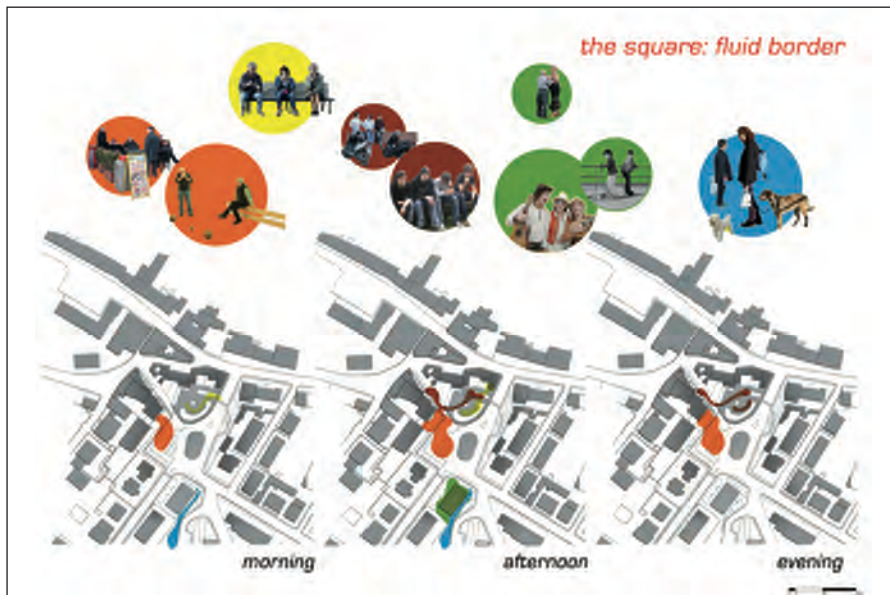 the square: fluid border
morning
afternoon
evening